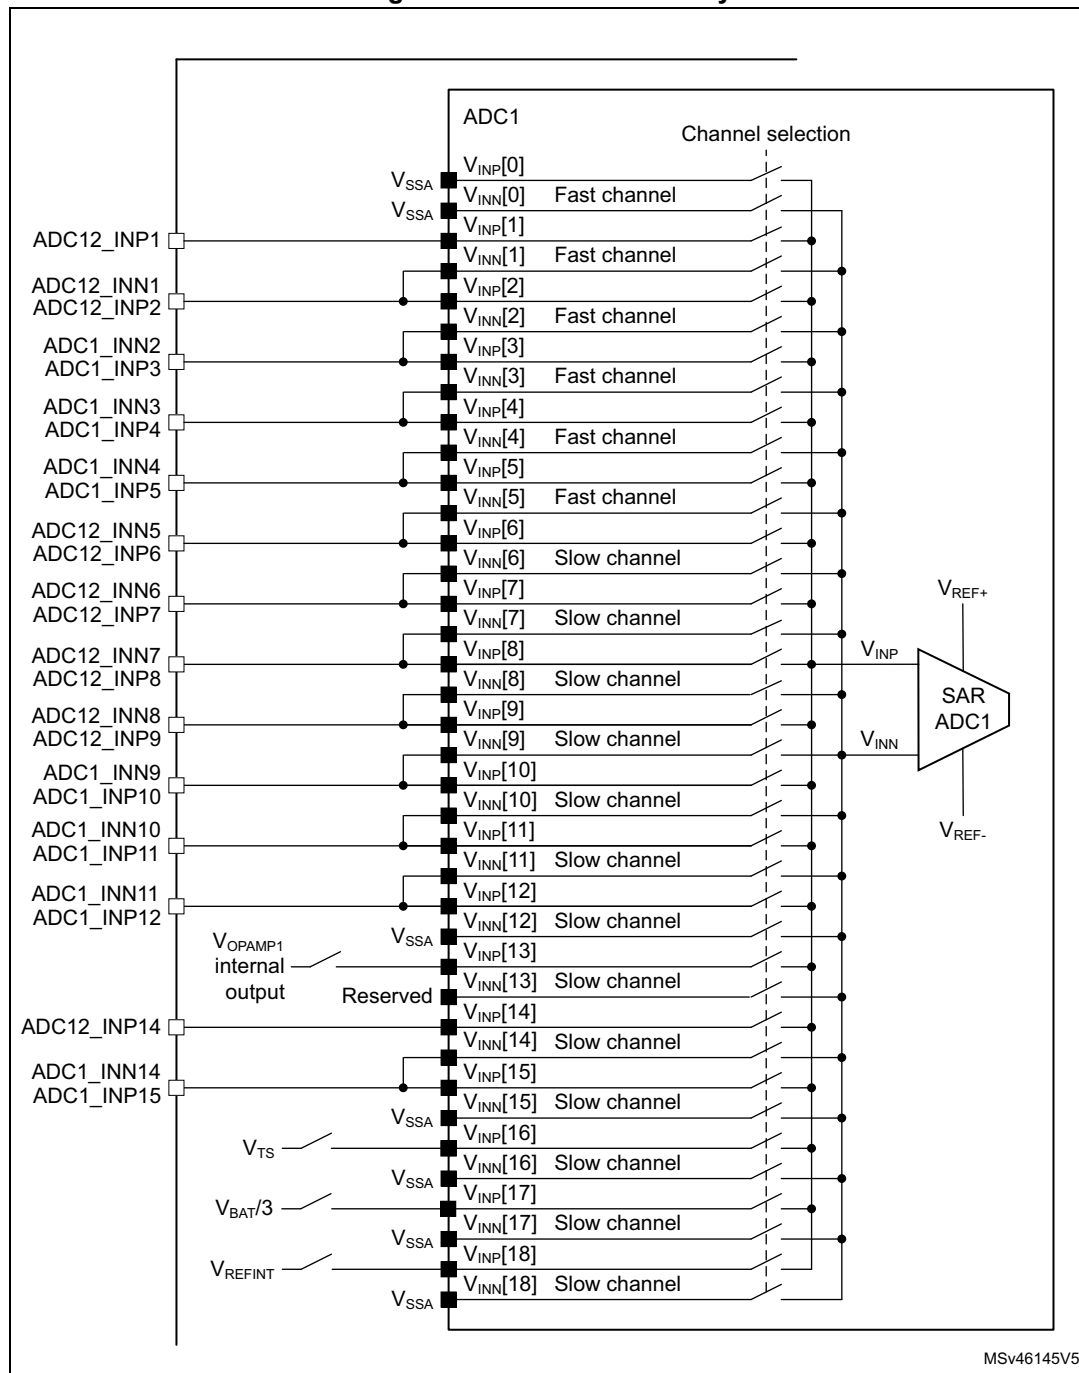 ADC1
Channel selection
VSSA
VINP[0]
VSSA
VINN[0] Fast channel
ADC12_INP1
VINP[1]
VINN[1] Fast channel
ADC12_INN1
ADC12_INP2
VINP[2]
VINN[2] Fast channel
ADC1_INN2
ADC1_INP3
VINP[3]
VINN[3] Fast channel
ADC1_INN3
ADC1_INP4
VINP[4]
VINN[4] Fast channel
ADC1_INN4
ADC1_INP5
VINP[5]
VINN[5] Fast channel
ADC12_INN5
ADC12_INP6
VINP[6]
VINN[6] Slow channel
ADC12_INN6
ADC12_INP7
VINP[7]
VINN[7] Slow channel
ADC12_INN7
ADC12_INP8
VINP[8]
VINN[8] Slow channel
ADC12_INN8
ADC12_INP9
VINP[9]
VINN[9] Slow channel
ADC1_INN9
ADC1_INP10
VINP[10]
VINN[10] Slow channel
ADC1_INN10
ADC1_INP11
VINP[11]
VINN[11] Slow channel
ADC1_INN11
ADC1_INP12
VINP[12]
VSSA
VINN[12] Slow channel
VOPAMP1
internal
output
VINP[13]
Reserved
VINN[13] Slow channel
ADC12_INP14
VINP[14]
VINN[14] Slow channel
ADC1_INN14
ADC1_INP15
VINP[15]
VSSA
VINN[15] Slow channel
VTS
VINP[16]
VSSA
VINN[16] Slow channel
VBAT/3
VINP[17]
VSSA
VINN[17] Slow channel
VREFINT
VINP[18]
VSSA
VINN[18] Slow channel
VREF+
VINP
SAR
ADC1
VINN
VREF-
MSv46145V5